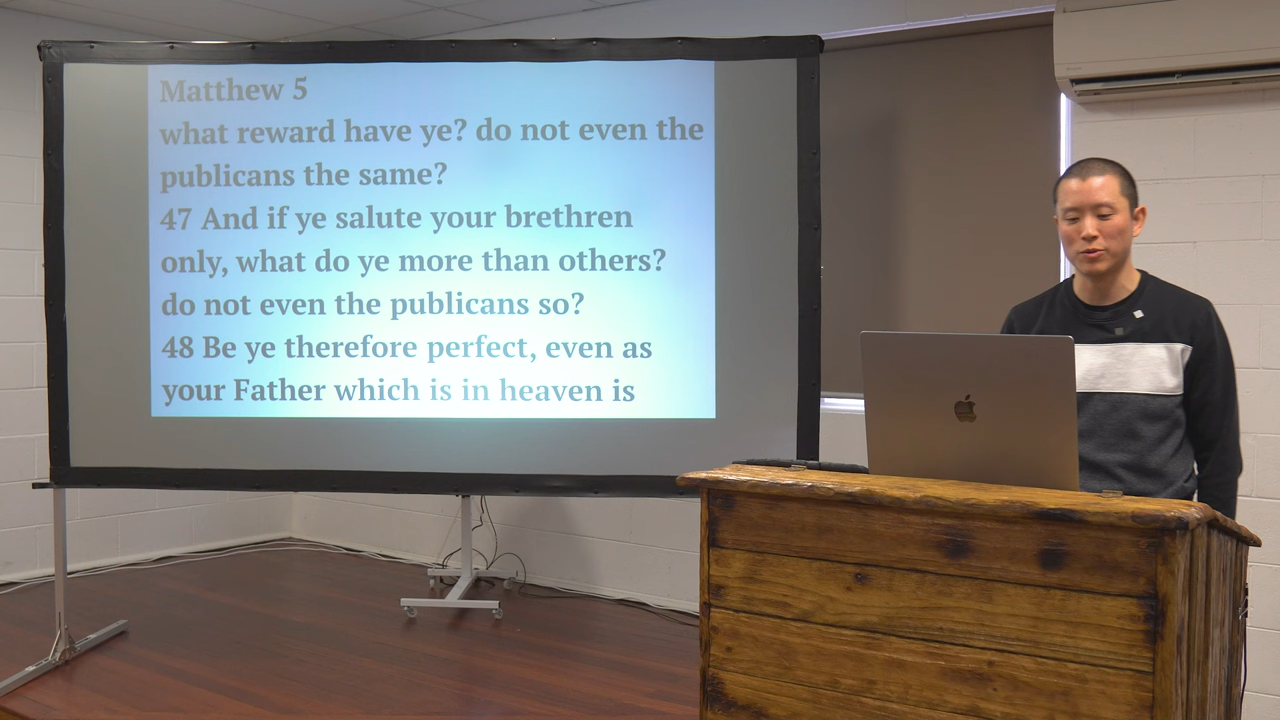 Matthew 5
what reward have ye? do not even the
publicans the same?
47 And if ye salute your brethren
only, what do ye more than others?
do not even the publicans so?
48 Be ye therefore perfect, even as
your Father which is in heaven is